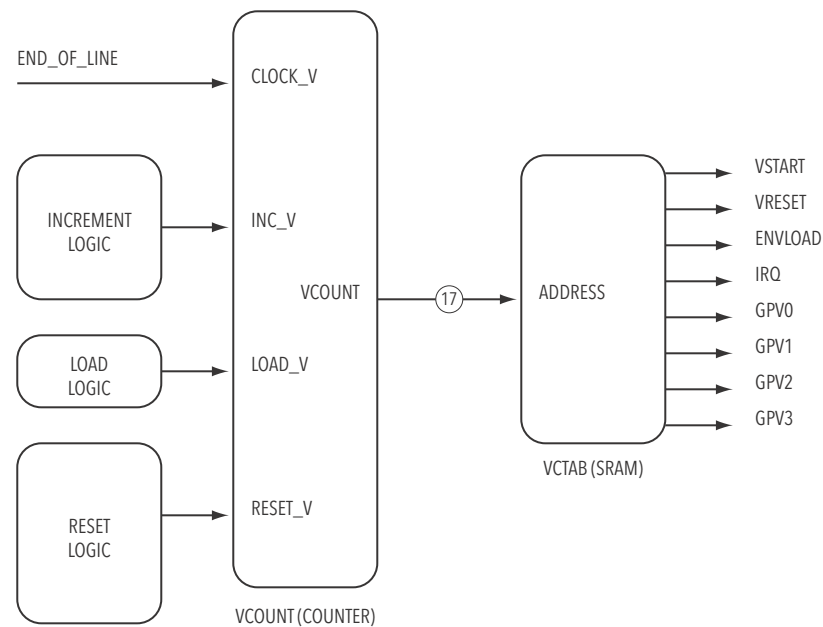 END_OF_LINE
CLOCK_V
INCREMENT
LOGIC
INC_V
LOAD
LOGIC
LOAD_V
RESET
LOGIC
RESET_V
VCOUNT
VCOUNT (COUNTER)
17
ADDRESS
VCTAB (SRAM)
VSTART
VRESET
ENVLOAD
IRQ
GPV0
GPV1
GPV2
GPV3